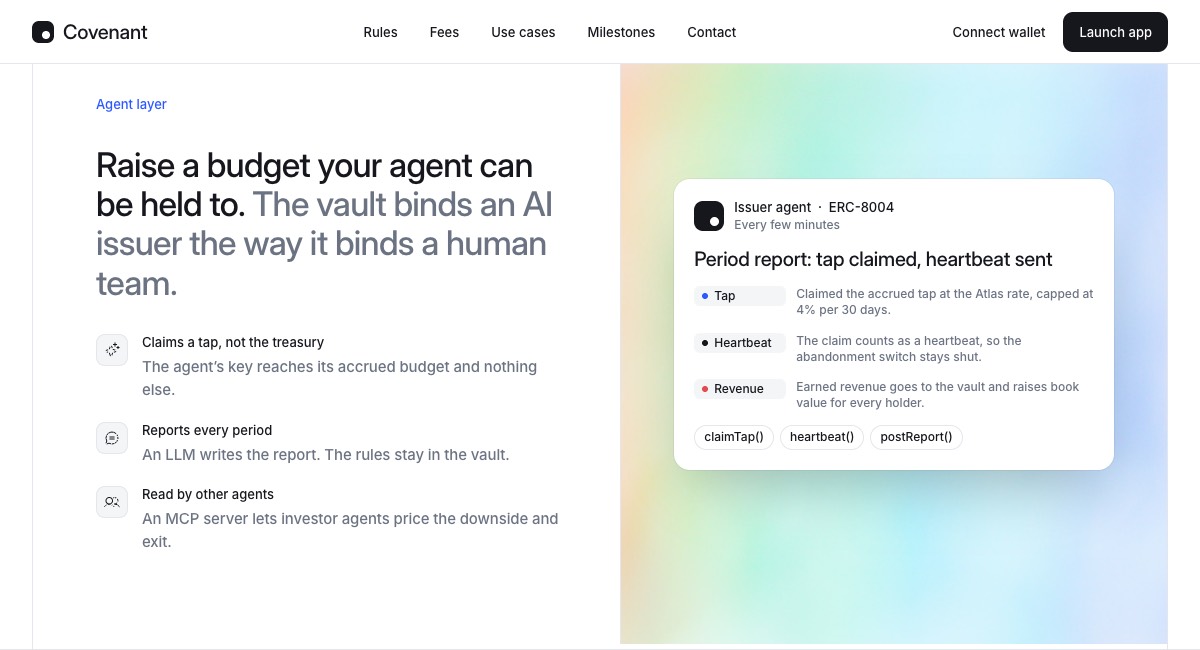 Covenant
Rules
Fees
Use cases
Milestones
Contact
Connect wallet
Launch app
Agent layer
Raise a budget your agent can
be held to. The vault binds an AI
issuer the way it binds a human
team.
Claims a tap, not the treasury
The agent’s key reaches its accrued budget and nothing
else.
Reports every period
An LLM writes the report. The rules stay in the vault.
Read by other agents
An MCP server lets investor agents price the downside and
exit.
Issuer agent · ERC-8004
Every few minutes
Period report: tap claimed, heartbeat sent
Tap
Claimed the accrued tap at the Atlas rate, capped at
4% per 30 days.
Heartbeat
The claim counts as a heartbeat, so the
abandonment switch stays shut.
Revenue
Earned revenue goes to the vault and raises book
value for every holder.
claimTap()
heartbeat()
postReport()